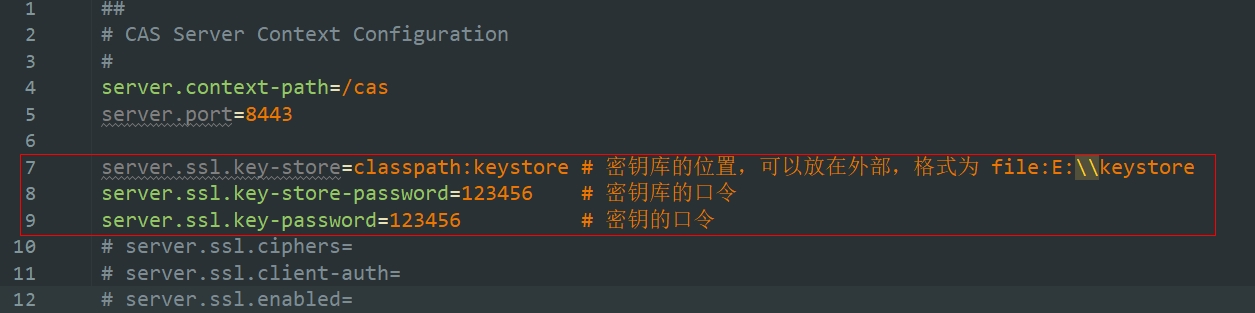 1 ##
2 # CAS Server Context Configuration
3 #
4 server.context-path=/cas
5 server.port=8443
6
7 server.ssl.key-store=classpath:keystore # 密钥库的位置，可以放在外部，格式为 file:E:\\keystore
8 server.ssl.key-store-password=123456 # 密钥库的口令
9 server.ssl.key-password=123456 # 密钥的口令
10 # server.ssl.ciphers=
11 # server.ssl.client-auth=
12 # server.ssl.enabled=